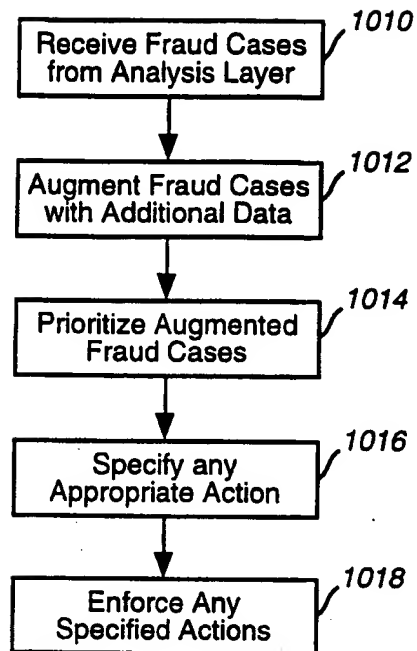 1010
Receive Fraud Cases
from Analysis Layer
1012
Augment Fraud Cases
with Additional Data
1014
Prioritize Augmented
Fraud Cases
1016
Specify any
Appropriate Action
1018
Enforce Any
Specified Actions